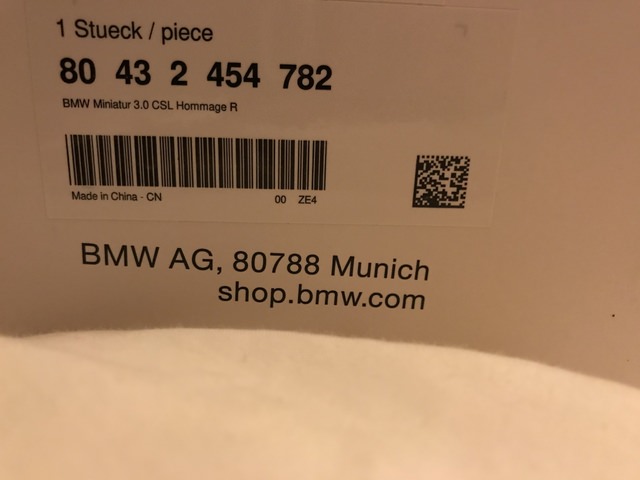 1 Stueck / piece
80 43 2 454 782
BMW Miniatur 3.0 CSL Hommage R
Made in China - CN 00 ZE4
BMW AG, 80788 Munich
shop.bmw.com